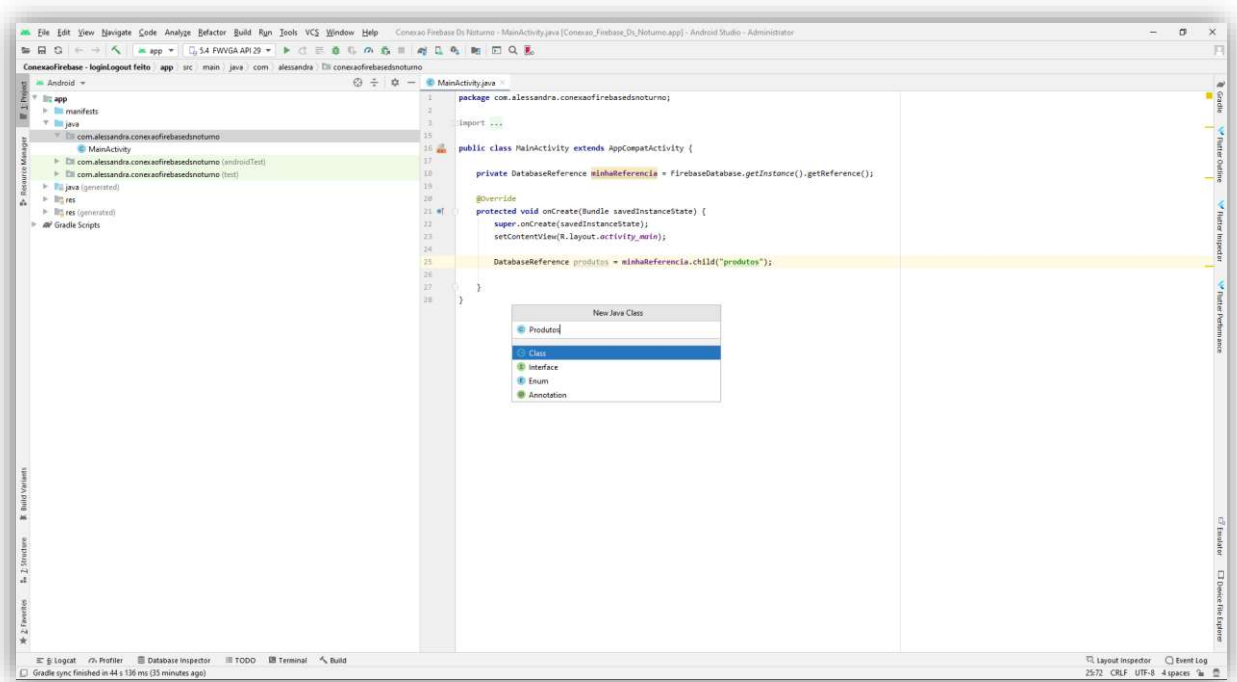 File Edit View Navigate Code Analyze Refactor Build Run Tools VCS Window Help Conexao Firebase Ds Noturno - MainActivity.java [Conexao_Firebase_Ds_Noturno.app] - Android Studio - Administrator
app 5.4 FWVGA API 29
ConexaoFirebase - loginLogout feito app src main java com alessandra conexaofirebasedsnoturno
Android
MainActivity.java
app
manifests
java
com.alessandra.conexaofirebasedsnoturno
MainActivity
com.alessandra.conexaofirebasedsnoturno (androidTest)
com.alessandra.conexaofirebasedsnoturno (test)
java (generated)
res
res (generated)
Gradle Scripts
1 package com.alessandra.conexaofirebasedsnoturno;
2
3 import ...
15
16 public class MainActivity extends AppCompatActivity {
17
18 private DatabaseReference minhaReferencia = FirebaseDatabase.getInstance().getReference();
19
20 @Override
21 protected void onCreate(Bundle savedInstanceState) {
22 super.onCreate(savedInstanceState);
23 setContentView(R.layout.activity_main);
24
25 DatabaseReference produtos = minhaReferencia.child("produtos");
26
27 }
28 }
New Java Class
Produtos
Class
Interface
Enum
Annotation
1: Project
Resource Manager
Build Variants
Z: Structure
2: Favorites
Gradle
Flutter Outline
Flutter Inspector
Flutter Performance
Emulator
Device File Explorer
6: Logcat Profiler Database Inspector TODO Terminal Build Layout Inspector Event Log
Gradle sync finished in 44 s 136 ms (35 minutes ago) 25:72 CRLF UTF-8 4 spaces